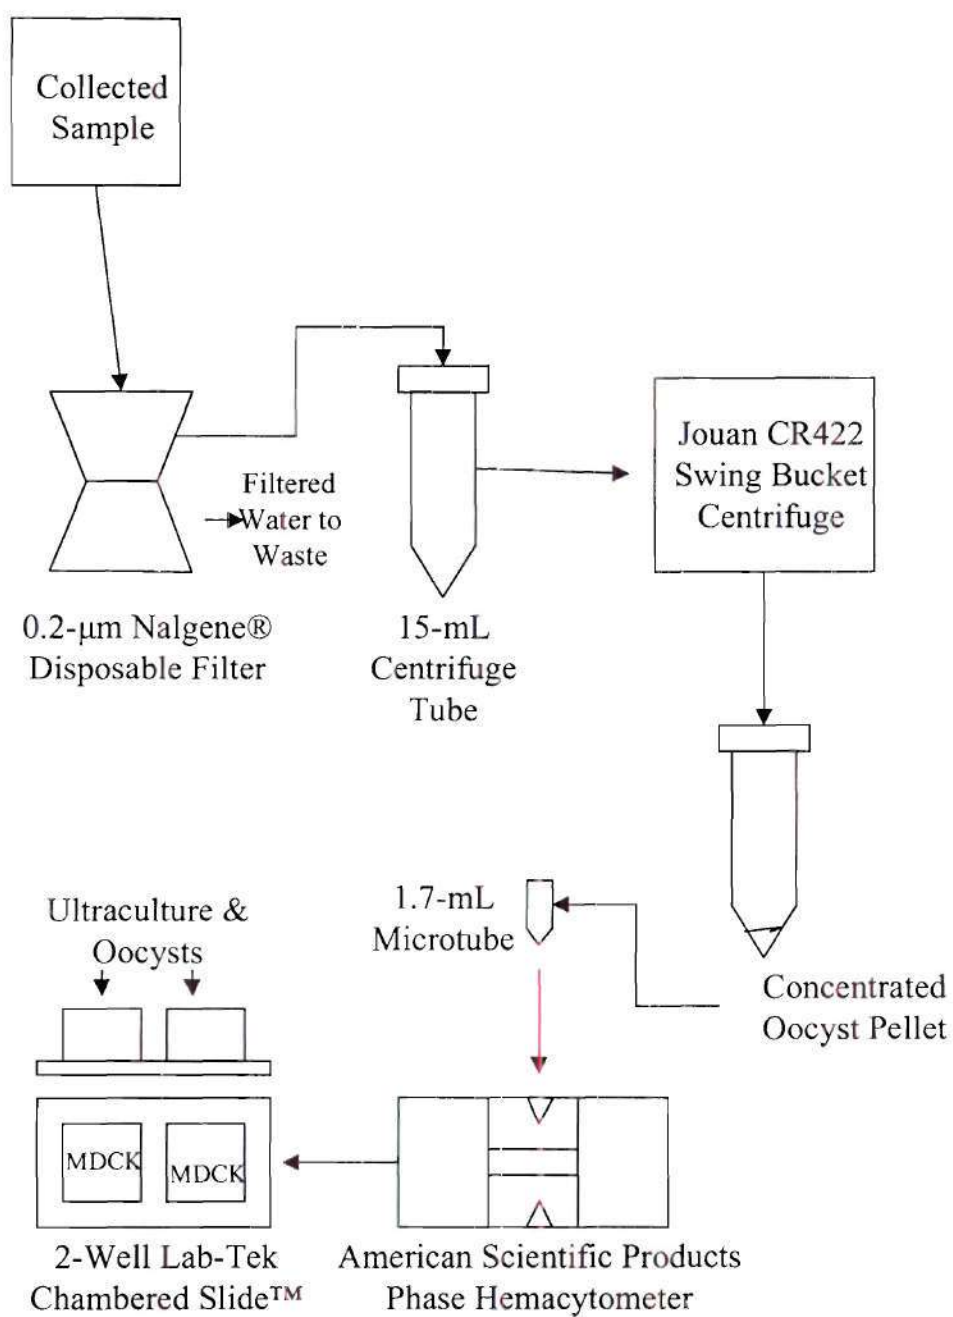 Collected
Sample
Filtered
Water to
Waste
0.2-μm Nalgene®
Disposable Filter
15-mL
Centrifuge
Tube
Jouan CR422
Swing Bucket
Centrifuge
Ultraculture &
Oocysts
1.7-mL
Microtube
Concentrated
Oocyst Pellet
MDCK
MDCK
2-Well Lab-Tek
Chambered Slide™
American Scientific Products
Phase Hemacytometer